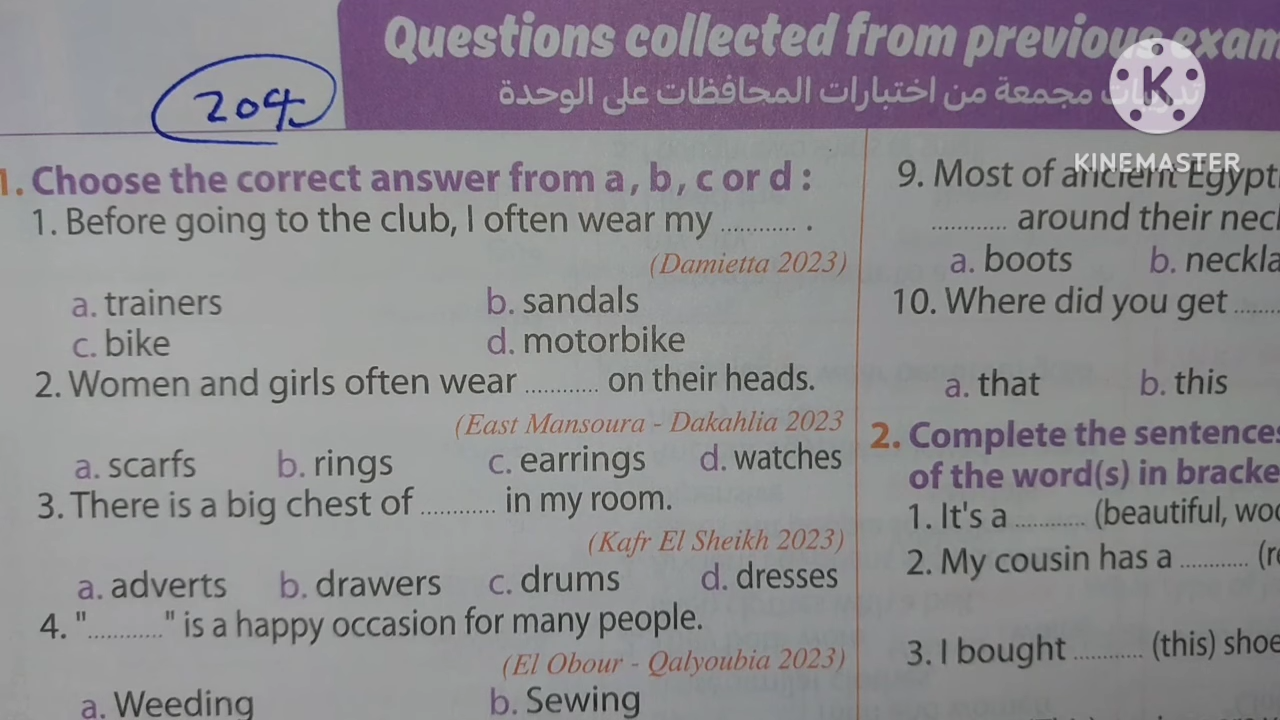 Questions collected from previous exam
204
تدريبات مجمعة من اختبارات المحافظات على الوحدة
KINEMASTER
1. Choose the correct answer from a, b, c or d :
1. Before going to the club, I often wear my ............ .
(Damietta 2023)
a. trainers b. sandals
c. bike d. motorbike
2. Women and girls often wear ............ on their heads.
(East Mansoura - Dakahlia 2023
a. scarfs b. rings c. earrings d. watches
3. There is a big chest of ............ in my room.
(Kafr El Sheikh 2023)
a. adverts b. drawers c. drums d. dresses
4. "............" is a happy occasion for many people.
(El Obour - Qalyoubia 2023)
a. Weeding b. Sewing
9. Most of ancient Egypti
............ around their neck
a. boots b. neckla
10. Where did you get ........
a. that b. this
2. Complete the sentences
of the word(s) in bracke
1. It's a ............ (beautiful, woo
2. My cousin has a ............ (re
3. I bought ............ (this) shoe